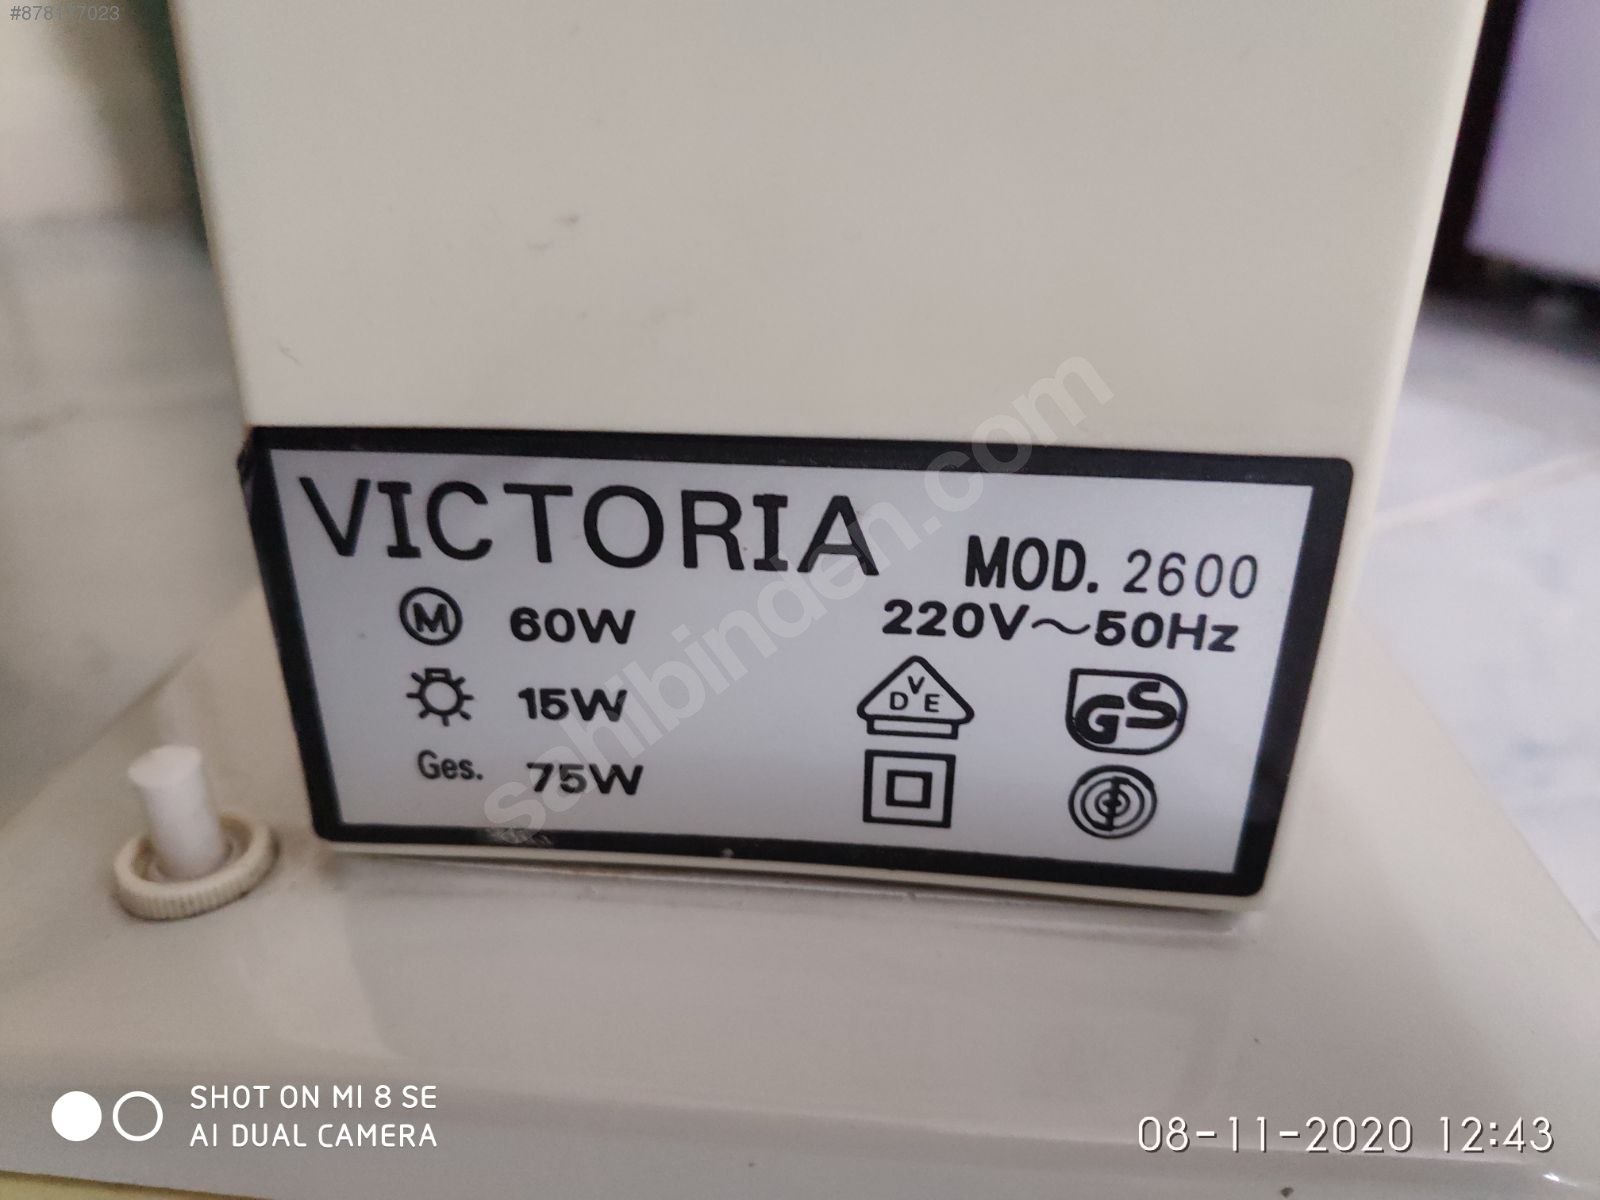 #878177023
VICTORIA
MOD. 2600
M 60W
220V~50Hz
15W
DVE
GS
Ges. 75W
sahibinden.com
SHOT ON MI 8 SE
AI DUAL CAMERA
08-11-2020 12:43